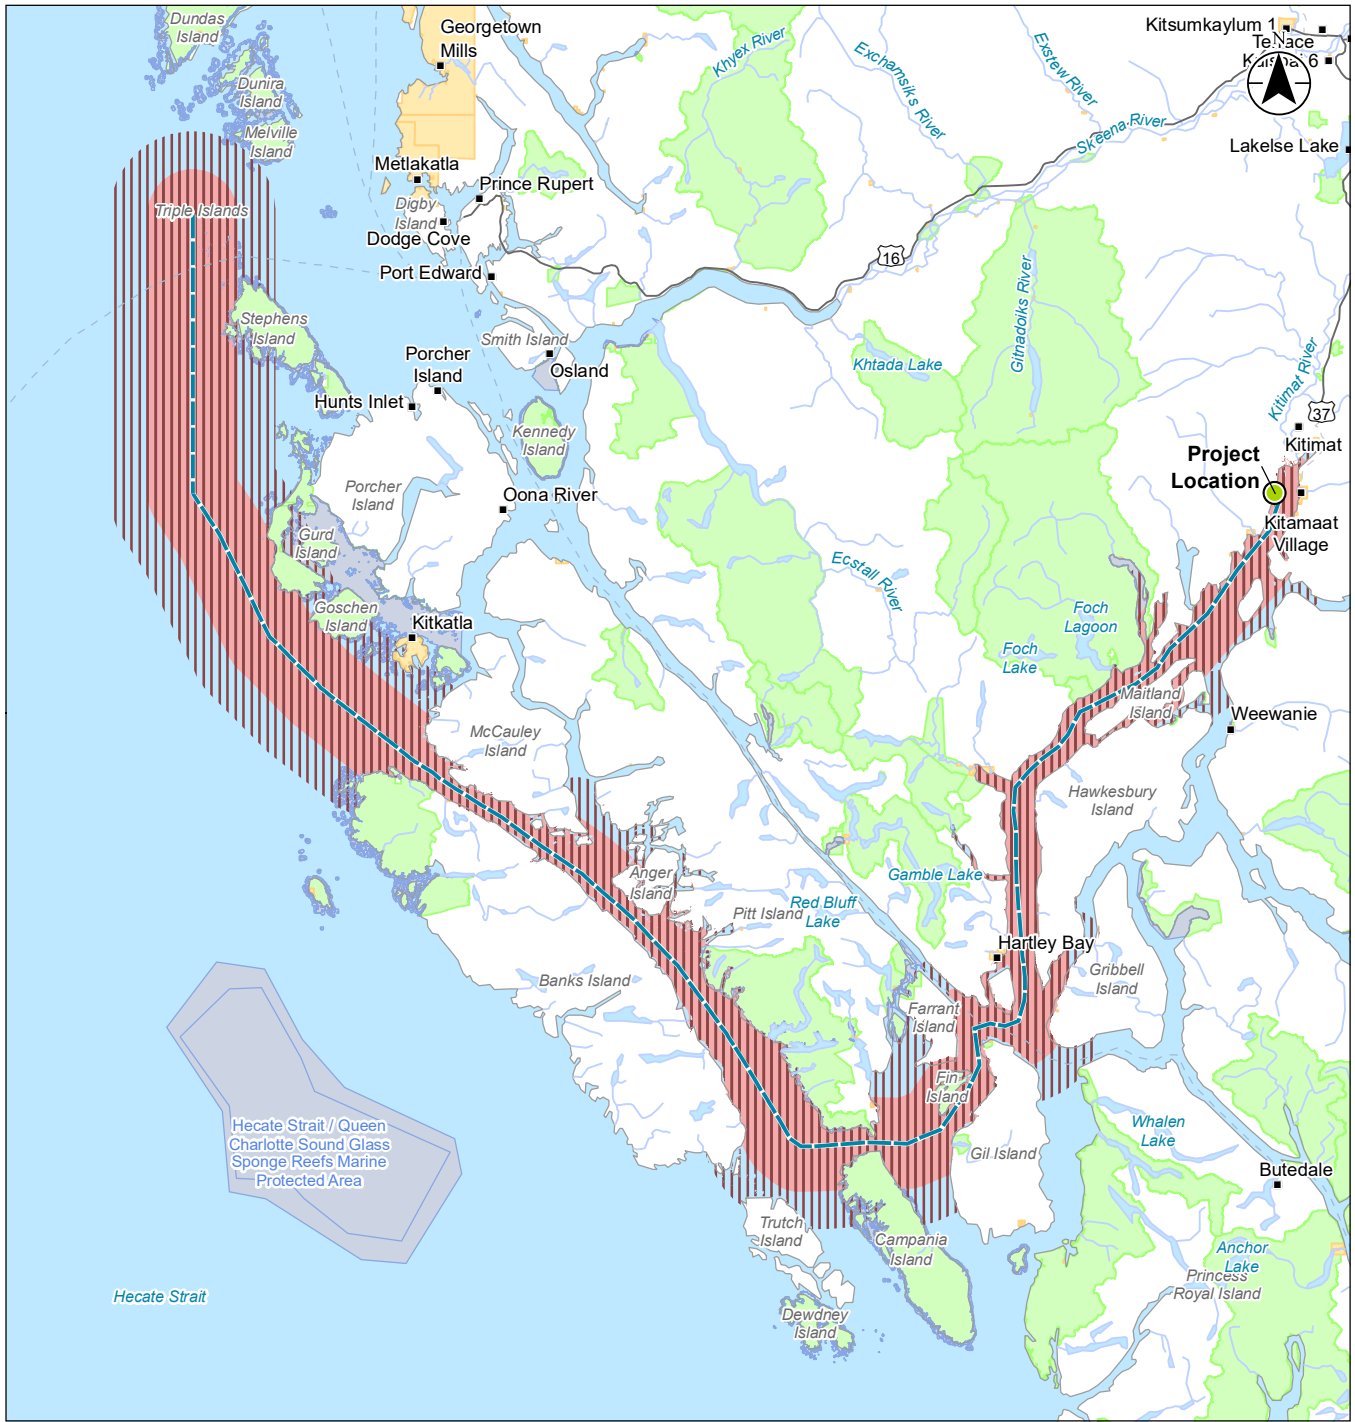 Dundas
Island
Georgetown
Mills
Khyex River
Exchamsiks River
Exstew River
Kitsumkaylum 1
N
Skeena River
Lakelse Lake
Dunira
Island
Melville
Island
Metlakatla
Prince Rupert
Digby
Island
Dodge Cove
Port Edward
Triple Islands
16
Stephens
Island
Smith Island
Osland
Porcher
Island
Hunts Inlet
Kennedy
Island
Khtada Lake
Gitnadoiks River
Kitimat River
37
Kitimat
Project
Location
Kitamaat
Village
Porcher
Island
Oona River
Gurd
Island
Goschen
Island
Kitkatla
Ecstall River
Foch
Lagoon
Foch
Lake
Maitland
Island
Weewanie
McCauley
Island
Hawkesbury
Island
Anger
Island
Pitt Island
Red Bluff
Lake
Gamble Lake
Hartley Bay
Gribbell
Island
Banks Island
Farrant
Island
Fin
Island
Gil Island
Whalen
Lake
Butedale
Hecate Strait / Queen
Charlotte Sound Glass
Sponge Reefs Marine
Protected Area
Trutch
Island
Campania
Island
Anchor
Lake
Princess
Royal Island
Hecate Strait
Dewdney
Island